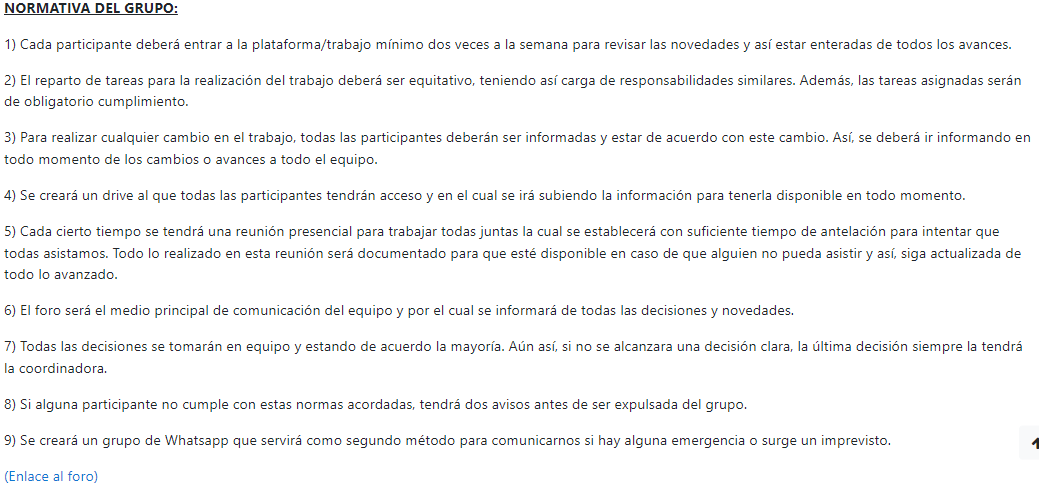 NORMATIVA DEL GRUPO:
1) Cada participante deberá entrar a la plataforma/trabajo mínimo dos veces a la semana para revisar las novedades y así estar enteradas de todos los avances.
2) El reparto de tareas para la realización del trabajo deberá ser equitativo, teniendo así carga de responsabilidades similares. Además, las tareas asignadas serán
de obligatorio cumplimiento.
3) Para realizar cualquier cambio en el trabajo, todas las participantes deberán ser informadas y estar de acuerdo con este cambio. Así, se deberá ir informando en
todo momento de los cambios o avances a todo el equipo.
4) Se creará un drive al que todas las participantes tendrán acceso y en el cual se irá subiendo la información para tenerla disponible en todo momento.
5) Cada cierto tiempo se tendrá una reunión presencial para trabajar todas juntas la cual se establecerá con suficiente tiempo de antelación para intentar que
todas asistamos. Todo lo realizado en esta reunión será documentado para que esté disponible en caso de que alguien no pueda asistir y así, siga actualizada de
todo lo avanzado.
6) El foro será el medio principal de comunicación del equipo y por el cual se informará de todas las decisiones y novedades.
7) Todas las decisiones se tomarán en equipo y estando de acuerdo la mayoría. Aún así, si no se alcanzara una decisión clara, la última decisión siempre la tendrá
la coordinadora.
8) Si alguna participante no cumple con estas normas acordadas, tendrá dos avisos antes de ser expulsada del grupo.
9) Se creará un grupo de Whatsapp que servirá como segundo método para comunicarnos si hay alguna emergencia o surge un imprevisto.
(Enlace al foro)